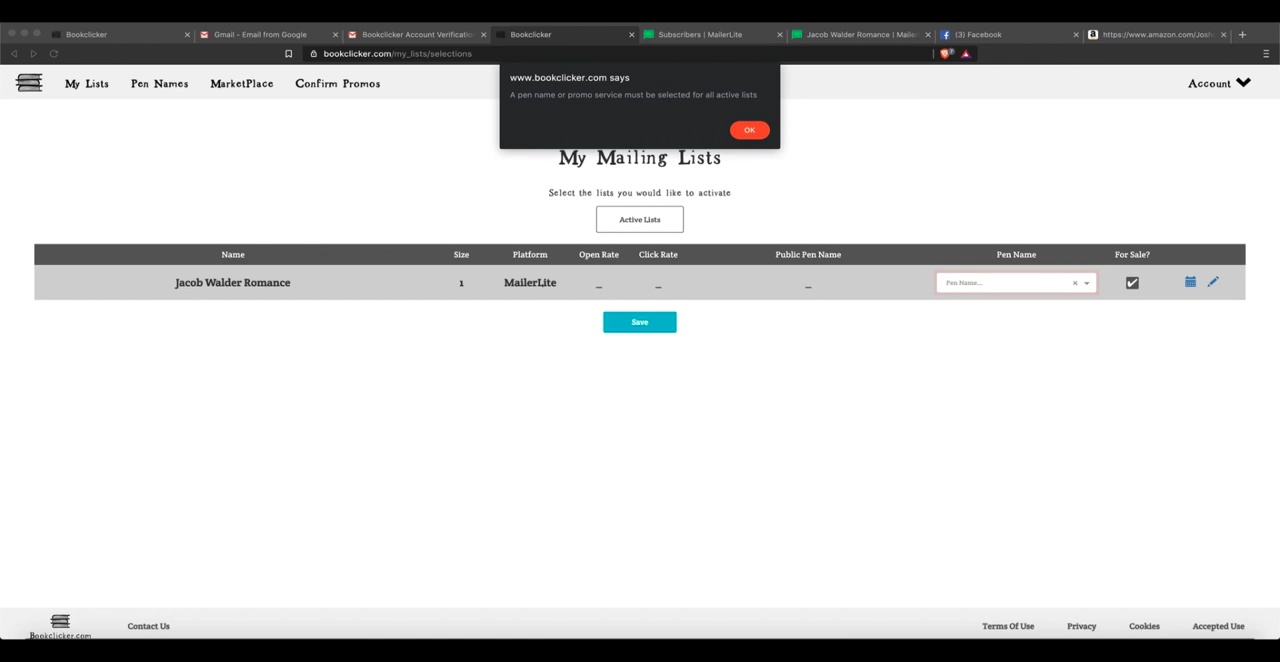 Bookclicker
Gmail - Email from Google
Bookclicker Account Verificatio
Bookclicker
Subscribers | MailerLite
Jacob Walder Romance | Maile
(3) Facebook
https://www.amazon.com/Josh
bookclicker.com/my_lists/selections
My Lists Pen Names MarketPlace Confirm Promos Account
www.bookclicker.com says
A pen name or promo service must be selected for all active lists
OK
My Mailing Lists
Select the lists you would like to activate
Active Lists
Name Size Platform Open Rate Click Rate Public Pen Name Pen Name For Sale?
Jacob Walder Romance 1 MailerLite _ _ _ Pen Name...
Save
Bookclicker.com
Contact Us Terms Of Use Privacy Cookies Accepted Use